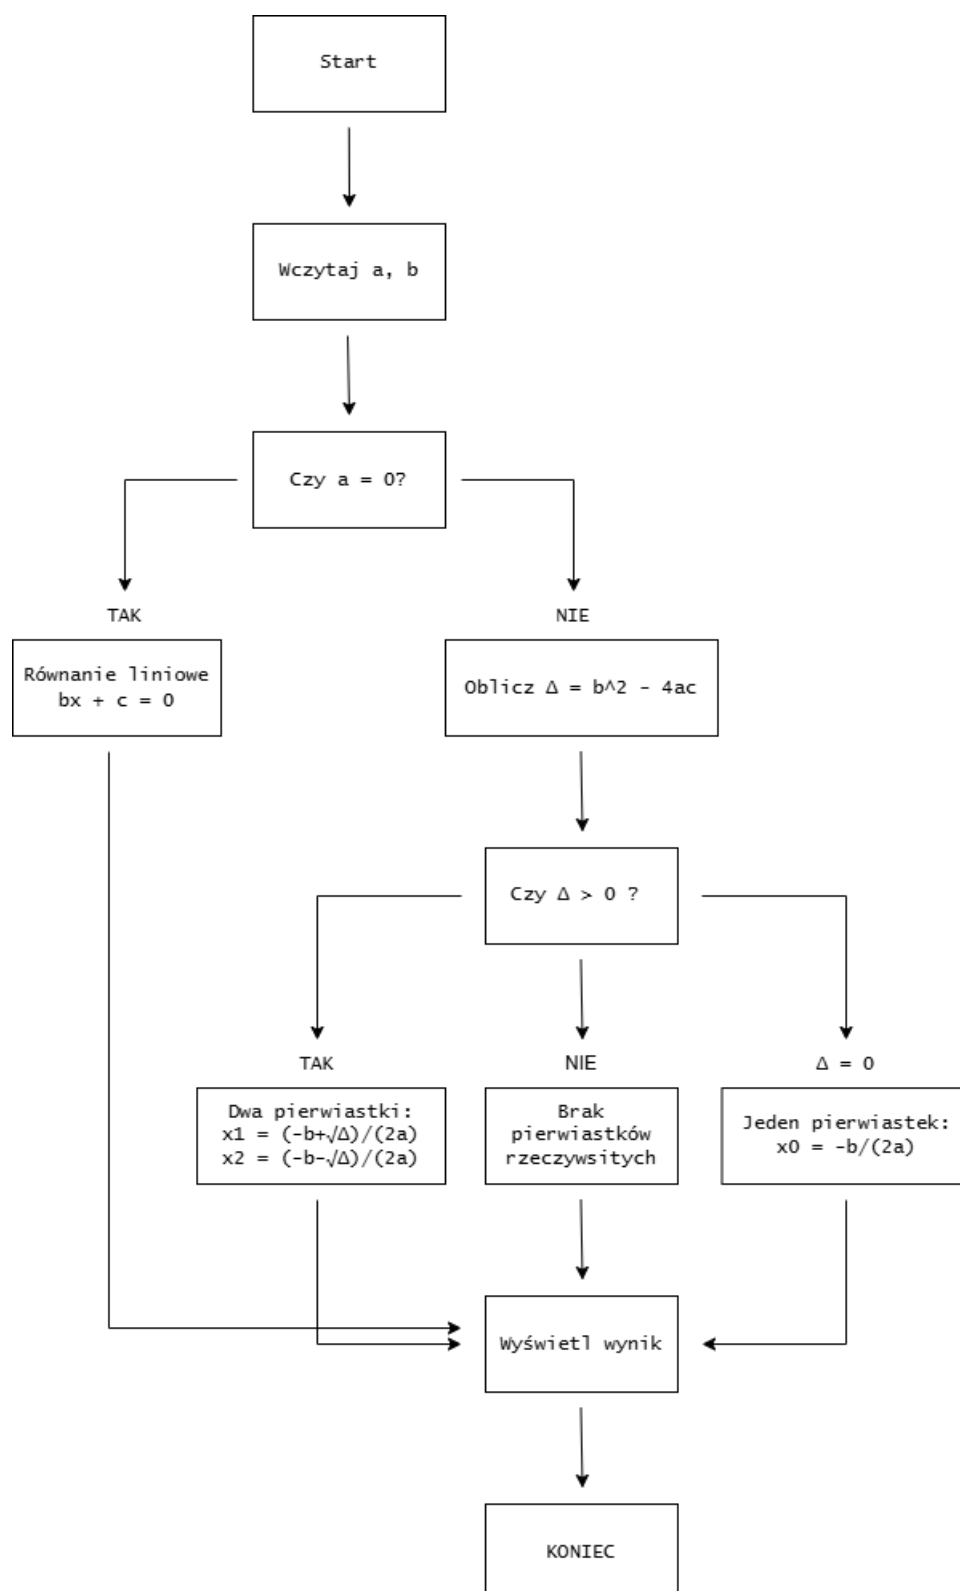 Start
Wczytaj a, b
Czy a = 0?
TAK
NIE
Równanie liniowe
bx + c = 0
Oblicz Δ = b^2 - 4ac
Czy Δ > 0 ?
TAK
NIE
Δ = 0
Dwa pierwiastki:
x1 = (-b+√Δ)/(2a)
x2 = (-b-√Δ)/(2a)
Brak
pierwiastków
rzeczywsitych
Jeden pierwiastek:
x0 = -b/(2a)
Wyświetl wynik
KONIEC